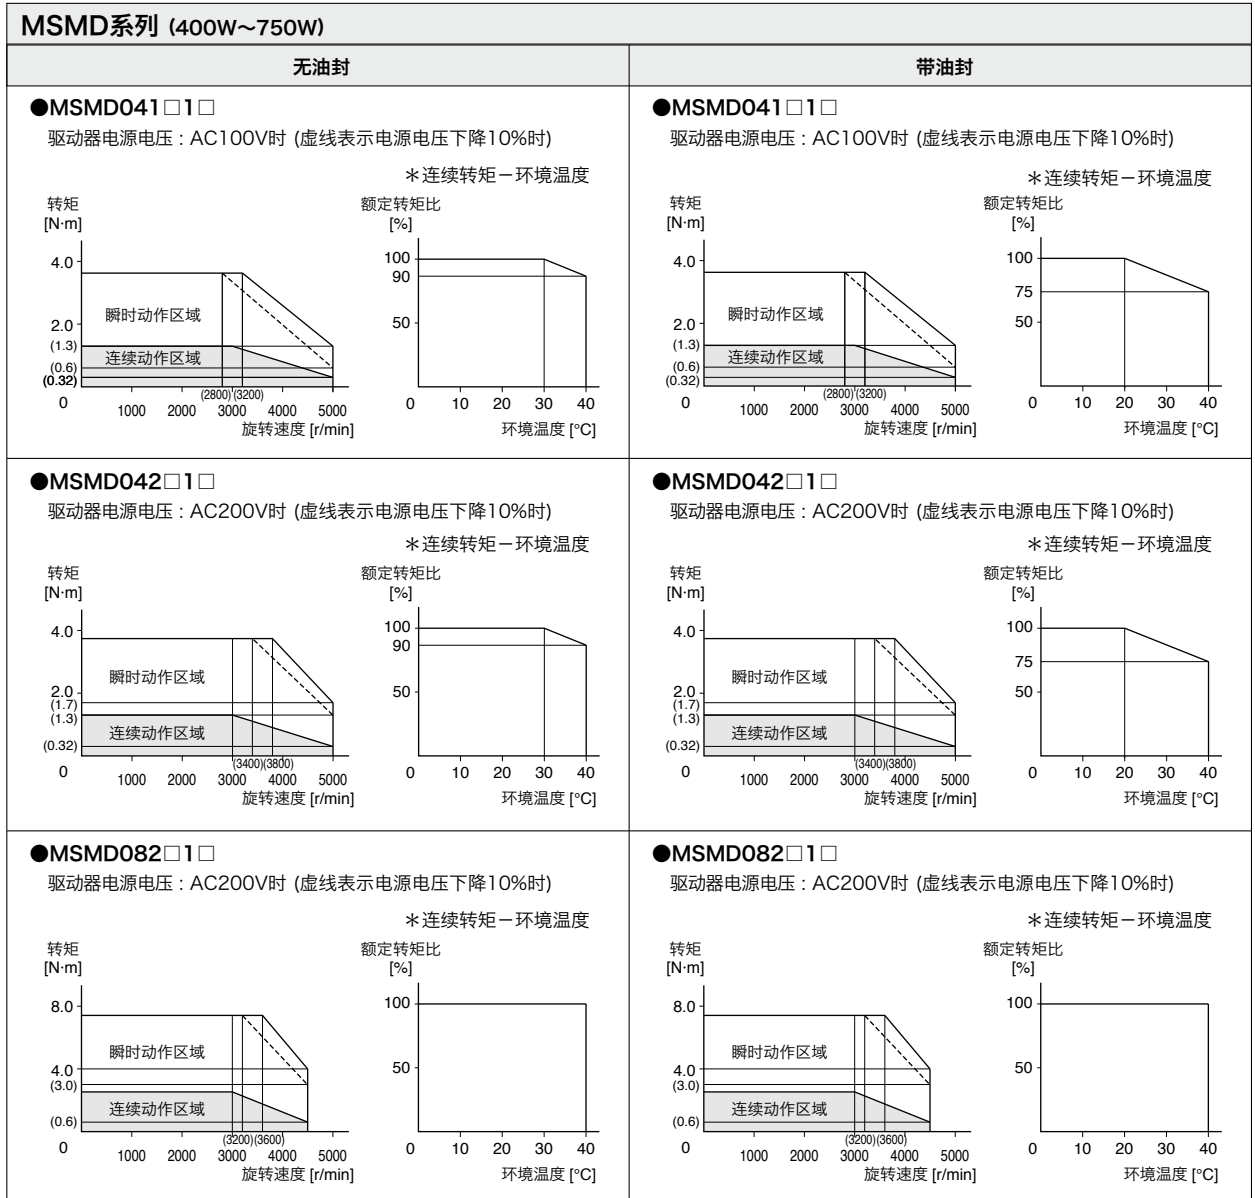 MSMD系列 (400W～750W)
无油封
带油封
●MSMD041□1□
驱动器电源电压：AC100V时 (虚线表示电源电压下降10%时)
＊连续转矩－环境温度
转矩
[N·m]
4.0
2.0
(1.3)
(0.6)
(0.32)
0
瞬时动作区域
连续动作区域
(2800) (3200)
1000 2000 3000 4000 5000
旋转速度 [r/min]
额定转矩比
[%]
100
90
50
0 10 20 30 40
环境温度 [°C]
●MSMD041□1□
驱动器电源电压：AC100V时 (虚线表示电源电压下降10%时)
＊连续转矩－环境温度
转矩
[N·m]
4.0
2.0
(1.3)
(0.6)
(0.32)
0
瞬时动作区域
连续动作区域
(2800) (3200)
1000 2000 3000 4000 5000
旋转速度 [r/min]
额定转矩比
[%]
100
75
50
0 10 20 30 40
环境温度 [°C]
●MSMD042□1□
驱动器电源电压：AC200V时 (虚线表示电源电压下降10%时)
＊连续转矩－环境温度
转矩
[N·m]
4.0
2.0
(1.7)
(1.3)
(0.32)
0
瞬时动作区域
连续动作区域
(3400)(3800)
1000 2000 3000 4000 5000
旋转速度 [r/min]
额定转矩比
[%]
100
90
50
0 10 20 30 40
环境温度 [°C]
●MSMD042□1□
驱动器电源电压：AC200V时 (虚线表示电源电压下降10%时)
＊连续转矩－环境温度
转矩
[N·m]
4.0
2.0
(1.7)
(1.3)
(0.32)
0
瞬时动作区域
连续动作区域
(3400)(3800)
1000 2000 3000 4000 5000
旋转速度 [r/min]
额定转矩比
[%]
100
75
50
0 10 20 30 40
环境温度 [°C]
●MSMD082□1□
驱动器电源电压：AC200V时 (虚线表示电源电压下降10%时)
＊连续转矩－环境温度
转矩
[N·m]
8.0
4.0
(3.0)
(0.6)
0
瞬时动作区域
连续动作区域
(3200)(3600)
1000 2000 3000 4000 5000
旋转速度 [r/min]
额定转矩比
[%]
100
50
0 10 20 30 40
环境温度 [°C]
●MSMD082□1□
驱动器电源电压：AC200V时 (虚线表示电源电压下降10%时)
＊连续转矩－环境温度
转矩
[N·m]
8.0
4.0
(3.0)
(0.6)
0
瞬时动作区域
连续动作区域
(3200)(3600)
1000 2000 3000 4000 5000
旋转速度 [r/min]
额定转矩比
[%]
100
50
0 10 20 30 40
环境温度 [°C]